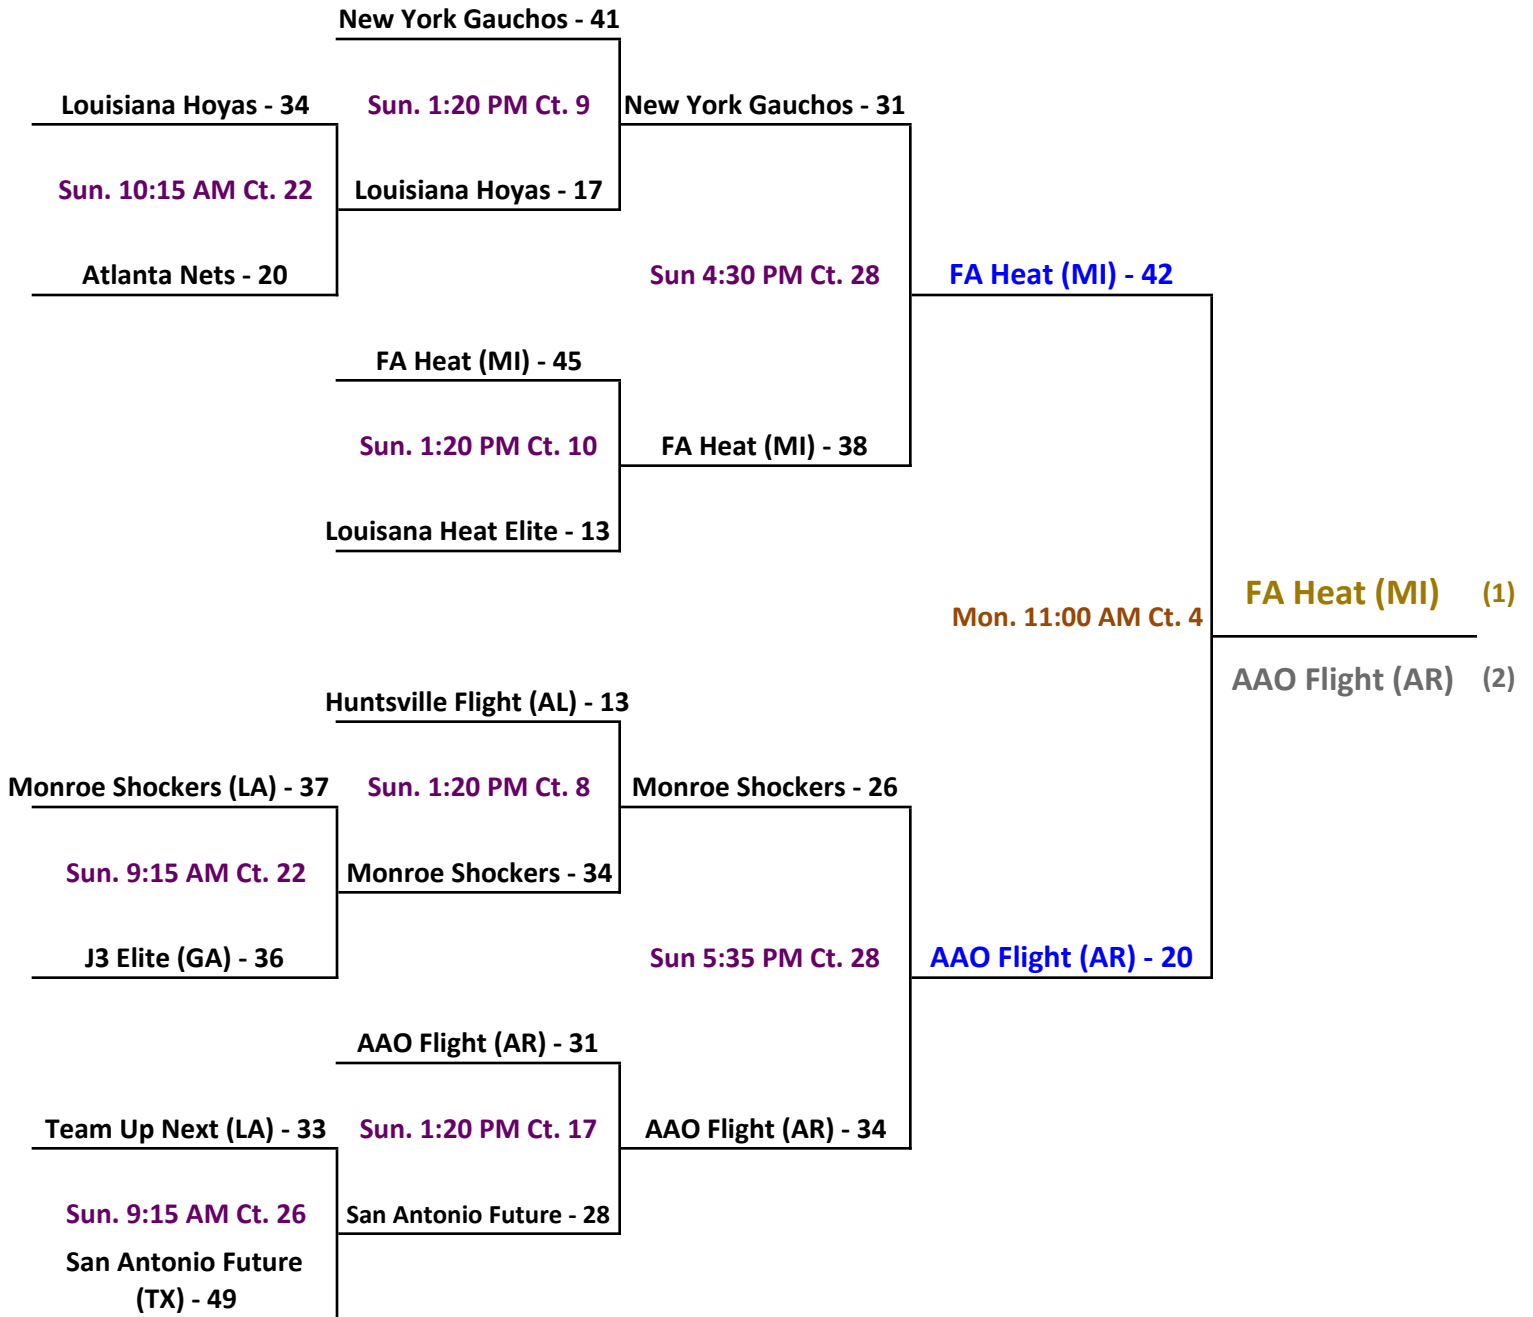 New York Gauchos - 41
Louisiana Hoyas - 34
Sun. 1:20 PM Ct. 9
New York Gauchos - 31
Sun. 10:15 AM Ct. 22
Louisiana Hoyas - 17
Atlanta Nets - 20
Sun 4:30 PM Ct. 28
FA Heat (MI) - 42
FA Heat (MI) - 45
Sun. 1:20 PM Ct. 10
FA Heat (MI) - 38
Louisana Heat Elite - 13
FA Heat (MI) (1)
Mon. 11:00 AM Ct. 4
AAO Flight (AR) (2)
Huntsville Flight (AL) - 13
Monroe Shockers (LA) - 37
Sun. 1:20 PM Ct. 8
Monroe Shockers - 26
Sun. 9:15 AM Ct. 22
Monroe Shockers - 34
J3 Elite (GA) - 36
Sun 5:35 PM Ct. 28
AAO Flight (AR) - 20
AAO Flight (AR) - 31
Team Up Next (LA) - 33
Sun. 1:20 PM Ct. 17
AAO Flight (AR) - 34
Sun. 9:15 AM Ct. 26
San Antonio Future - 28
San Antonio Future
(TX) - 49